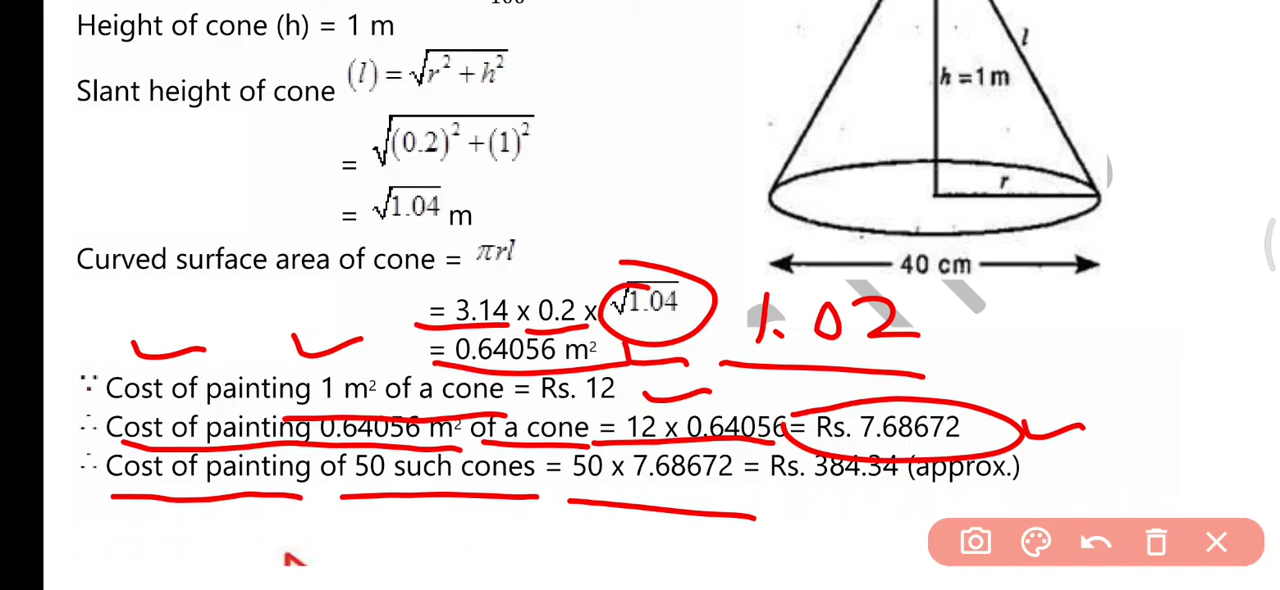 Height of cone (h) = 1 m
Slant height of cone (l) = √r² + h²
= √(0.2)² + (1)²
= √1.04 m
Curved surface area of cone = πrl
= 3.14 x 0.2 x √1.04
= 0.64056 m²
1.02
∵ Cost of painting 1 m² of a cone = Rs. 12
∴ Cost of painting 0.64056 m² of a cone = 12 x 0.64056 = Rs. 7.68672
∴ Cost of painting of 50 such cones = 50 x 7.68672 = Rs. 384.34 (approx.)
l
h = 1 m
r
40 cm